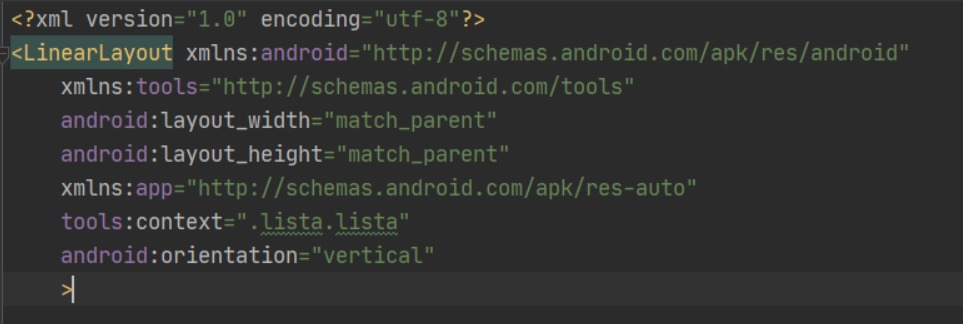 <?xml version="1.0" encoding="utf-8"?>
<LinearLayout xmlns:android="http://schemas.android.com/apk/res/android"
    xmlns:tools="http://schemas.android.com/tools"
    android:layout_width="match_parent"
    android:layout_height="match_parent"
    xmlns:app="http://schemas.android.com/apk/res-auto"
    tools:context=".lista.lista"
    android:orientation="vertical"
    >